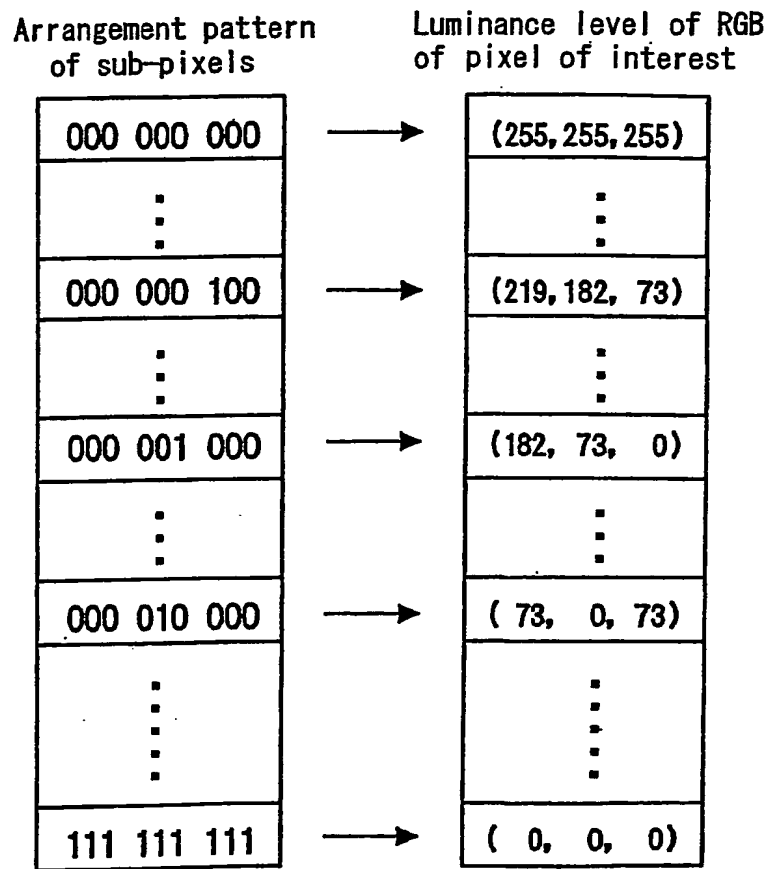 Arrangement pattern
of sub-pixels
Luminance level of RGB
of pixel of interest
000 000 000
(255,255,255)
000 000 100
(219,182, 73)
000 001 000
(182, 73, 0)
000 010 000
( 73, 0, 73)
111 111 111
( 0, 0, 0)